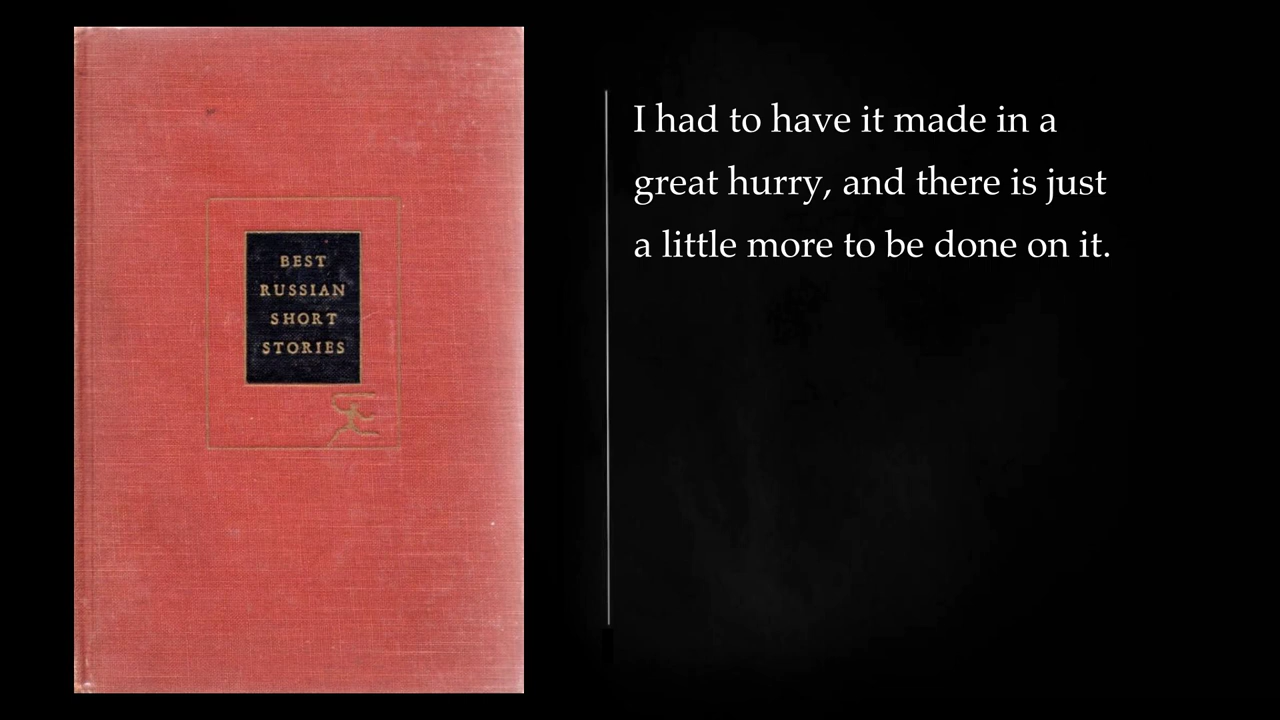 BEST
RUSSIAN
SHORT
STORIES
I had to have it made in a
great hurry, and there is just
a little more to be done on it.